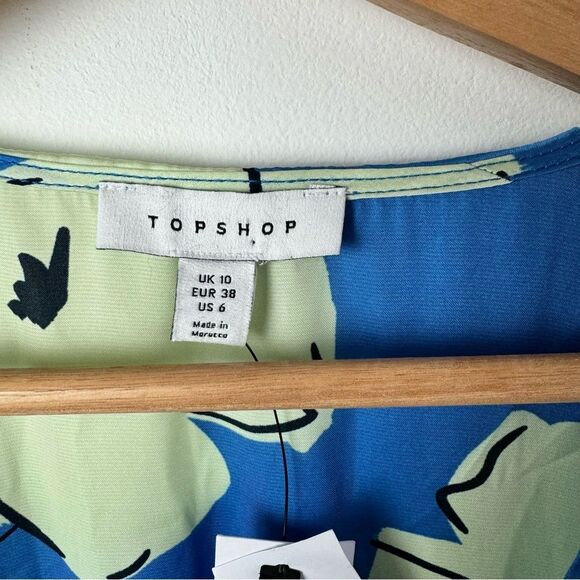 TOPSHOP
UK 10
EUR 38
US 6
Made in
Morocco